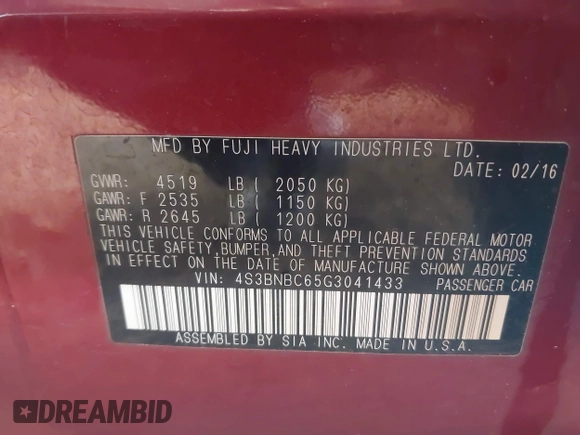 MFD BY FUJI HEAVY INDUSTRIES LTD.
DATE: 02/16
GVWR: 4519 LB ( 2050 KG)
GAWR: F 2535 LB ( 1150 KG)
GAWR: R 2645 LB ( 1200 KG)
THIS VEHICLE CONFORMS TO ALL APPLICABLE FEDERAL MOTOR
VEHICLE SAFETY,BUMPER,AND THEFT PREVENTION STANDARDS
IN EFFECT ON THE DATE OF MANUFACTURE SHOWN ABOVE.
VIN: 4S3BNBC65G3041433 PASSENGER CAR
ASSEMBLED BY SIA INC. MADE IN U.S.A.
DREAMBID